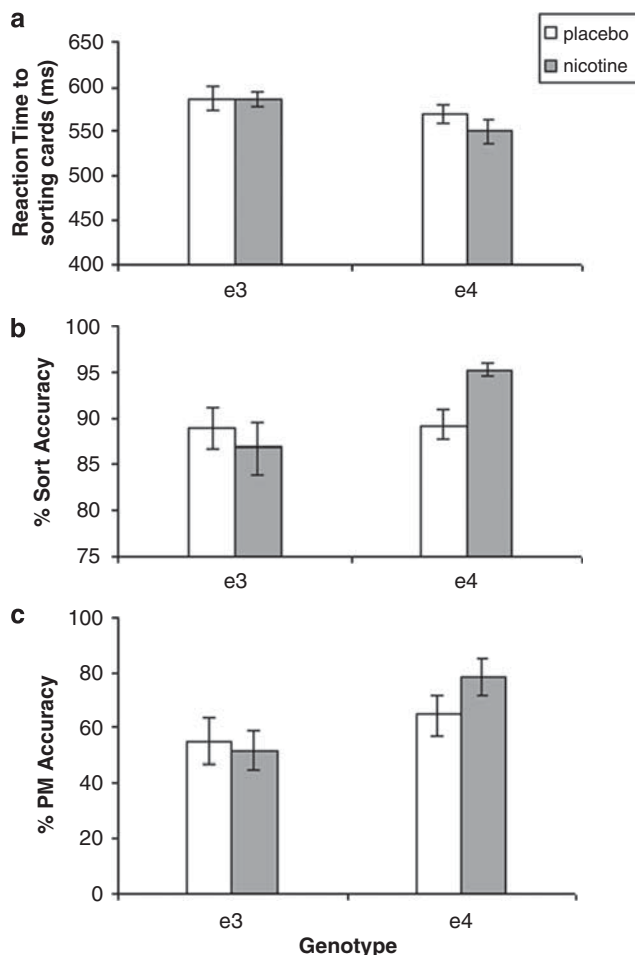 a
placebo
nicotine
Reaction Time to
sorting cards (ms)
650
600
550
500
450
400
e3
e4
b
% Sort Accuracy
100
95
90
85
80
75
e3
e4
c
% PM Accuracy
100
80
60
40
20
0
e3
e4
Genotype